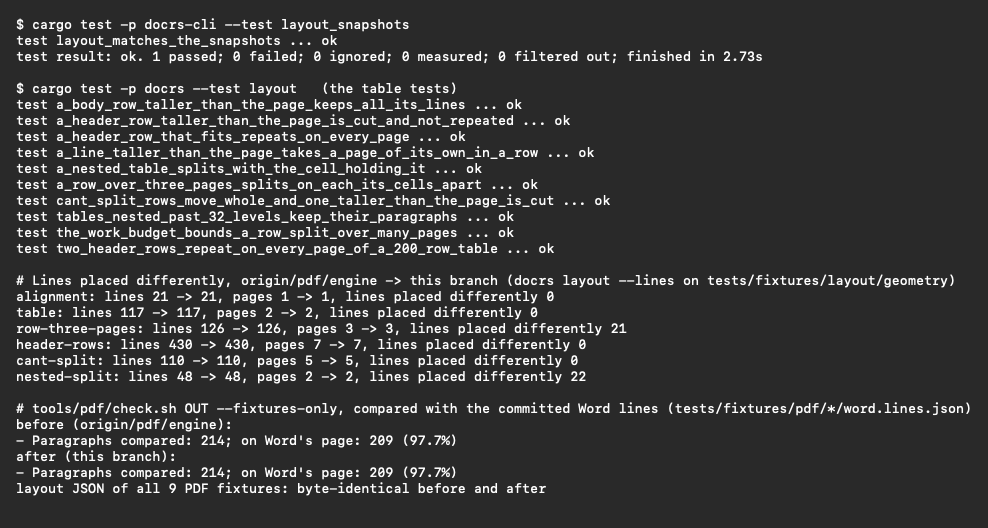 $ cargo test -p docrs-cli --test layout_snapshots
test layout_matches_the_snapshots ... ok
test result: ok. 1 passed; 0 failed; 0 ignored; 0 measured; 0 filtered out; finished in 2.73s

$ cargo test -p docrs --test layout   (the table tests)
test a_body_row_taller_than_the_page_keeps_all_its_lines ... ok
test a_header_row_taller_than_the_page_is_cut_and_not_repeated ... ok
test a_header_row_that_fits_repeats_on_every_page ... ok
test a_line_taller_than_the_page_takes_a_page_of_its_own_in_a_row ... ok
test a_nested_table_splits_with_the_cell_holding_it ... ok
test a_row_over_three_pages_splits_on_each_its_cells_apart ... ok
test cant_split_rows_move_whole_and_one_taller_than_the_page_is_cut ... ok
test tables_nested_past_32_levels_keep_their_paragraphs ... ok
test the_work_budget_bounds_a_row_split_over_many_pages ... ok
test two_header_rows_repeat_on_every_page_of_a_200_row_table ... ok

# Lines placed differently, origin/pdf/engine -> this branch (docrs layout --lines on tests/fixtures/layout/geometry)
alignment: lines 21 -> 21, pages 1 -> 1, lines placed differently 0
table: lines 117 -> 117, pages 2 -> 2, lines placed differently 0
row-three-pages: lines 126 -> 126, pages 3 -> 3, lines placed differently 21
header-rows: lines 430 -> 430, pages 7 -> 7, lines placed differently 0
cant-split: lines 110 -> 110, pages 5 -> 5, lines placed differently 0
nested-split: lines 48 -> 48, pages 2 -> 2, lines placed differently 22

# tools/pdf/check.sh OUT --fixtures-only, compared with the committed Word lines (tests/fixtures/pdf/*/word.lines.json)
before (origin/pdf/engine):
- Paragraphs compared: 214; on Word's page: 209 (97.7%)
after (this branch):
- Paragraphs compared: 214; on Word's page: 209 (97.7%)
layout JSON of all 9 PDF fixtures: byte-identical before and after